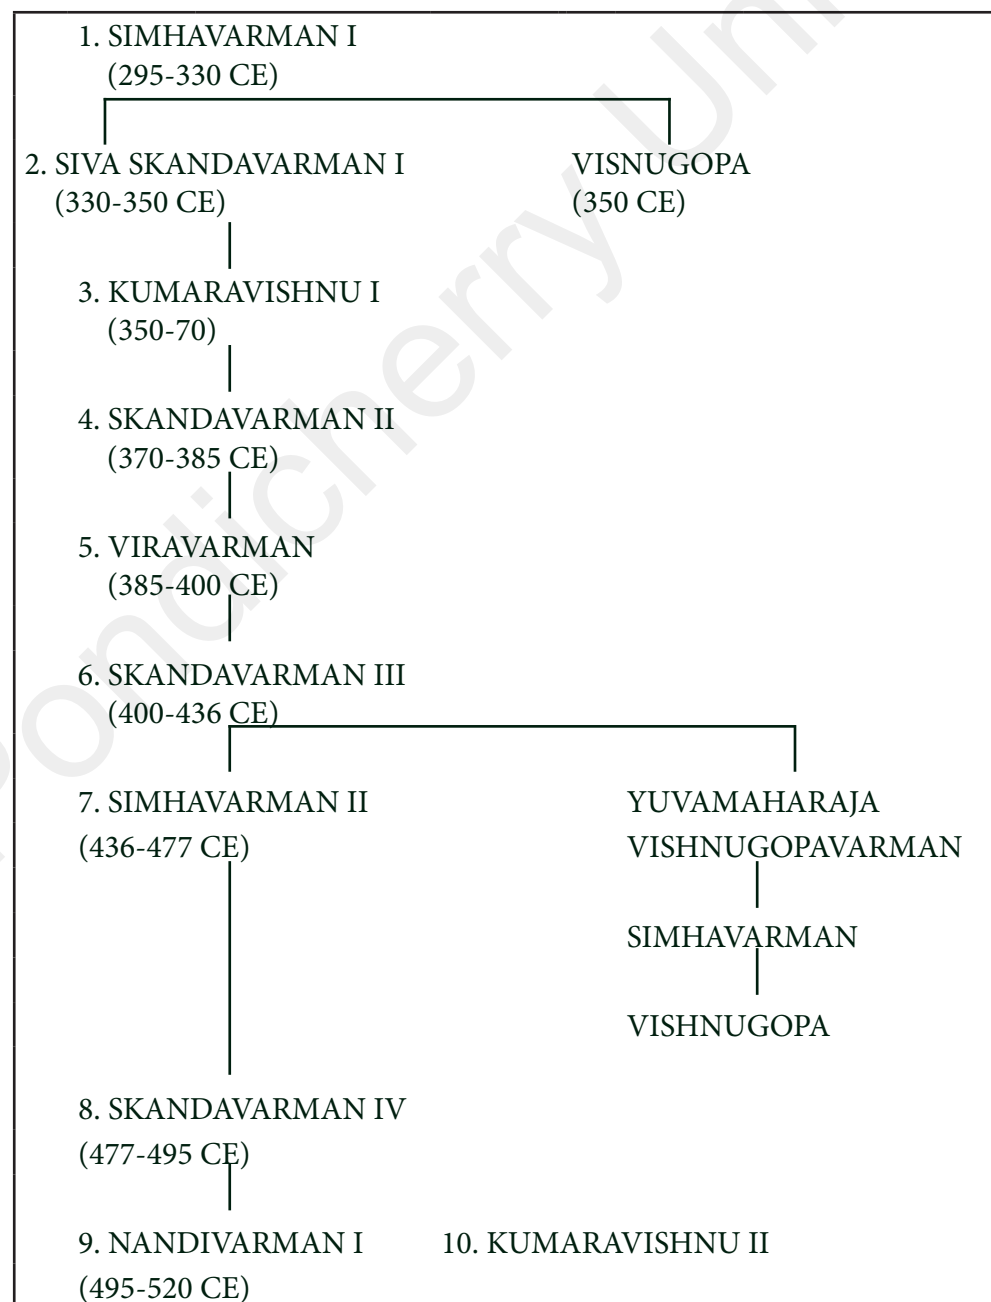 1. SIMHAVARMAN I
(295-330 CE)
2. SIVA SKANDAVARMAN I VISNUGOPA
(330-350 CE) (350 CE)
3. KUMARAVISHNU I
(350-70)
4. SKANDAVARMAN II
(370-385 CE)
5. VIRAVARMAN
(385-400 CE)
6. SKANDAVARMAN III
(400-436 CE)
7. SIMHAVARMAN II YUVAMAHARAJA
(436-477 CE) VISHNUGOPAVARMAN
SIMHAVARMAN
VISHNUGOPA
8. SKANDAVARMAN IV
(477-495 CE)
9. NANDIVARMAN I 10. KUMARAVISHNU II
(495-520 CE)
Pondicherry Uni